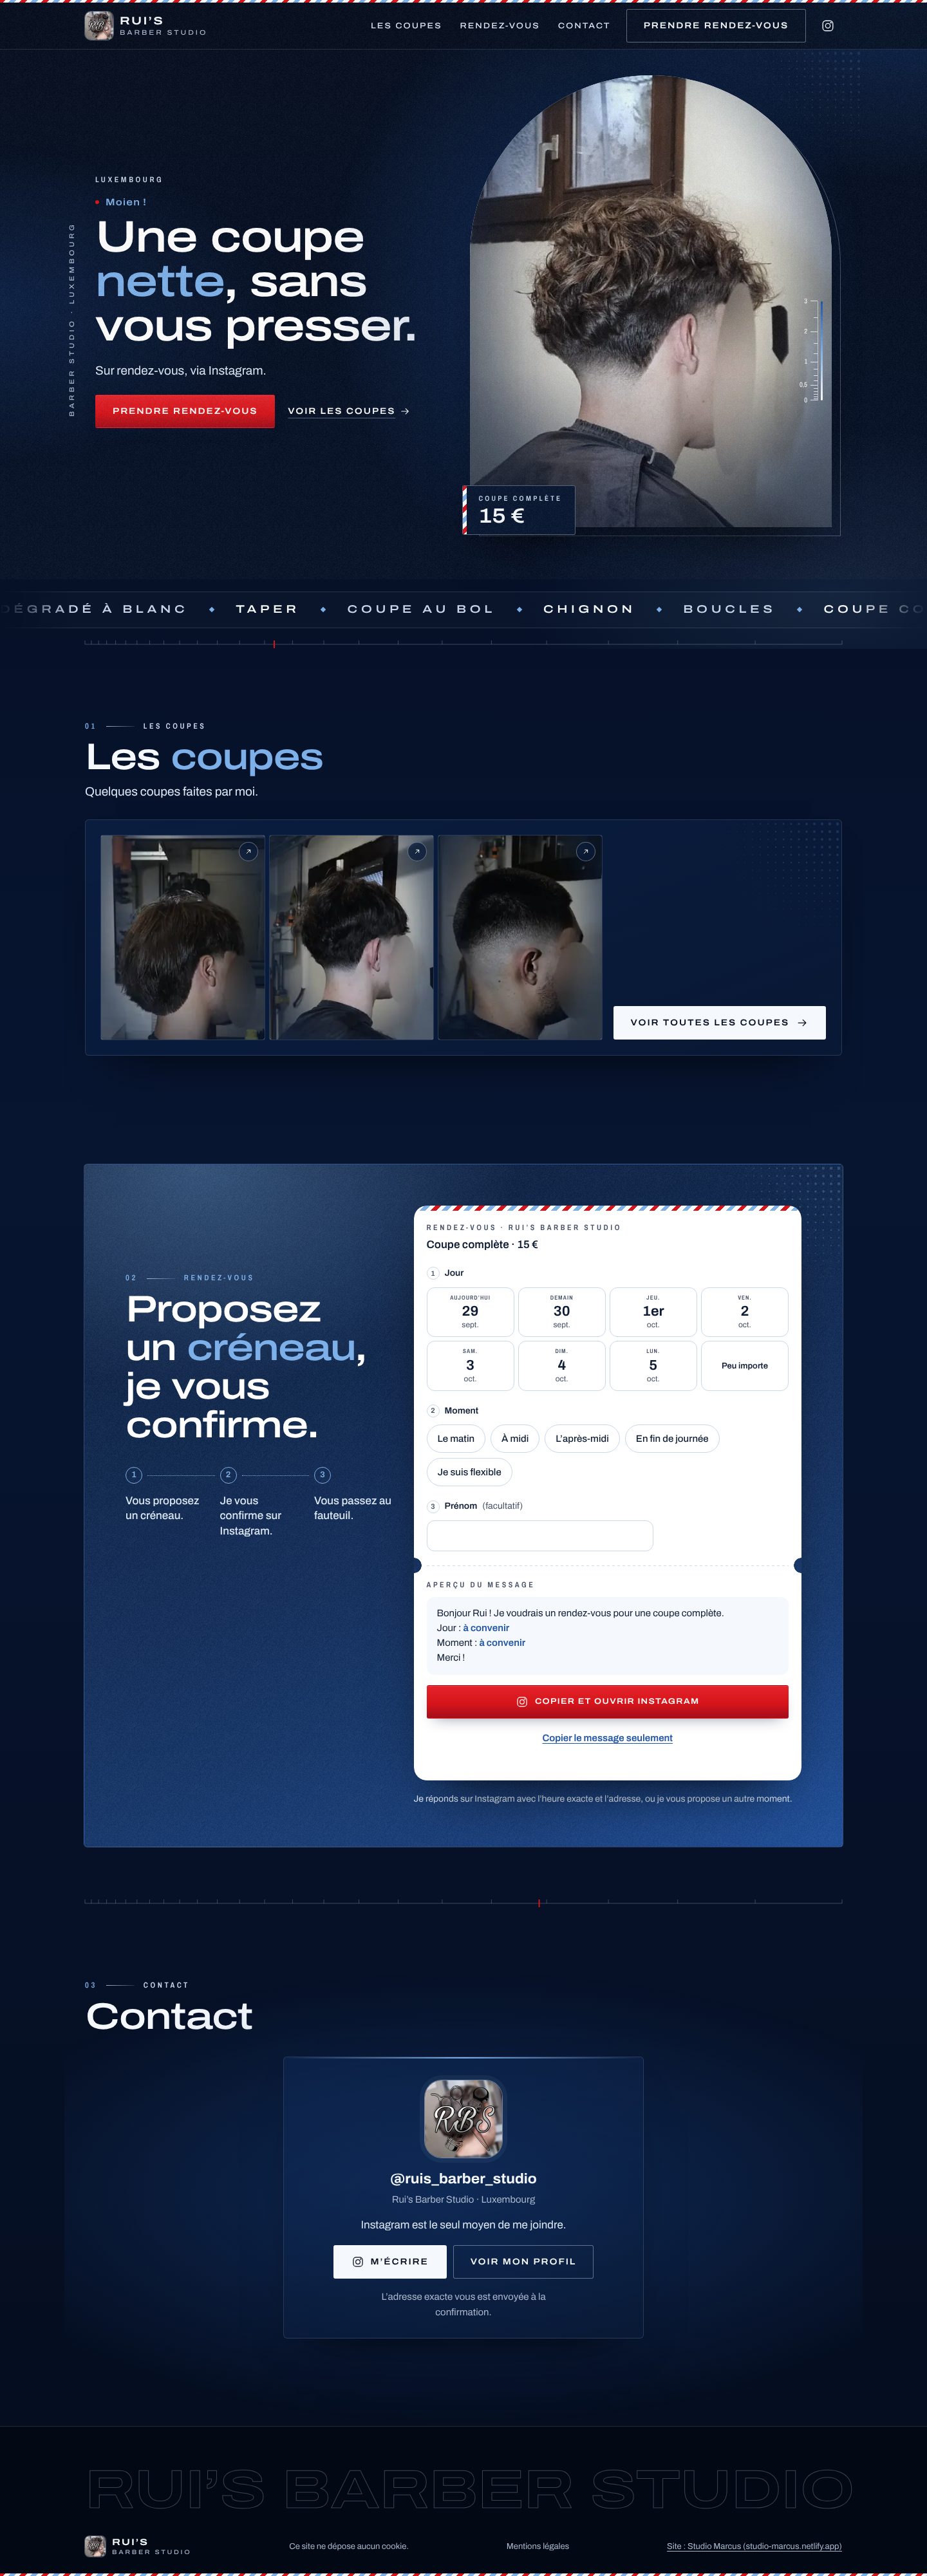 RUI'S
BARBER STUDIO
LES COUPES
RENDEZ-VOUS
CONTACT
PRENDRE RENDEZ-VOUS
BARBER STUDIO · LUXEMBOURG
LUXEMBOURG
Moien !
Une coupe
nette, sans
vous presser.
Sur rendez-vous, via Instagram.
PRENDRE RENDEZ-VOUS
VOIR LES COUPES →
3
2
1
0,5
0
COUPE COMPLÈTE
15 €
DÉGRADÉ À BLANC ◆ TAPER ◆ COUPE AU BOL ◆ CHIGNON ◆ BOUCLES ◆ COUPE CO
01 LES COUPES
Les coupes
Quelques coupes faites par moi.
VOIR TOUTES LES COUPES →
02 RENDEZ-VOUS
Proposez
un créneau,
je vous
confirme.
1 2 3
Vous proposez
un créneau.
Je vous
confirme sur
Instagram.
Vous passez au
fauteuil.
RENDEZ-VOUS · RUI'S BARBER STUDIO
Coupe complète · 15 €
1 Jour
AUJOURD'HUI
29
sept.
DEMAIN
30
sept.
JEU.
1er
oct.
VEN.
2
oct.
SAM.
3
oct.
DIM.
4
oct.
LUN.
5
oct.
Peu importe
2 Moment
Le matin
À midi
L'après-midi
En fin de journée
Je suis flexible
3 Prénom (facultatif)
APERÇU DU MESSAGE
Bonjour Rui ! Je voudrais un rendez-vous pour une coupe complète.
Jour : à convenir
Moment : à convenir
Merci !
COPIER ET OUVRIR INSTAGRAM
Copier le message seulement
Je réponds sur Instagram avec l'heure exacte et l'adresse, ou je vous propose un autre moment.
03 CONTACT
Contact
RBS
@ruis_barber_studio
Rui's Barber Studio · Luxembourg
Instagram est le seul moyen de me joindre.
M'ÉCRIRE
VOIR MON PROFIL
L'adresse exacte vous est envoyée à la
confirmation.
RUI'S BARBER STUDIO
RUI'S
BARBER STUDIO
Ce site ne dépose aucun cookie.
Mentions légales
Site : Studio Marcus (studio-marcus.netlify.app)